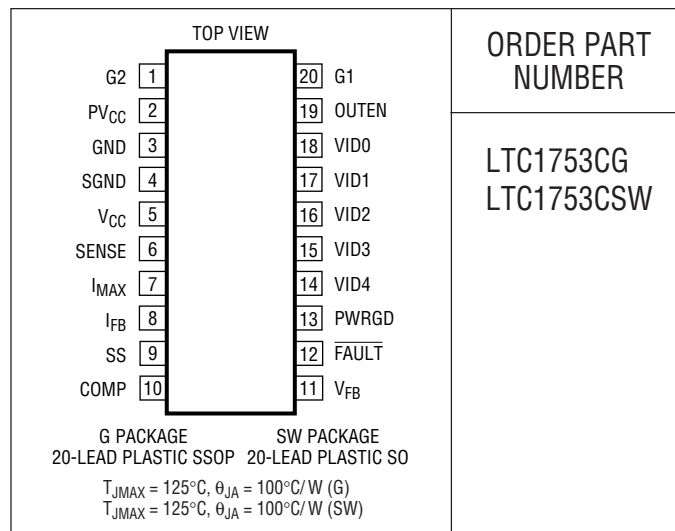 TOP VIEW
G2 1
PVCC 2
GND 3
SGND 4
VCC 5
SENSE 6
IMAX 7
IFB 8
SS 9
COMP 10
20 G1
19 OUTEN
18 VID0
17 VID1
16 VID2
15 VID3
14 VID4
13 PWRGD
12 FAULT
11 VFB
G PACKAGE
20-LEAD PLASTIC SSOP
SW PACKAGE
20-LEAD PLASTIC SO
TJMAX = 125°C, θJA = 100°C/ W (G)
TJMAX = 125°C, θJA = 100°C/ W (SW)
ORDER PART
NUMBER
LTC1753CG
LTC1753CSW